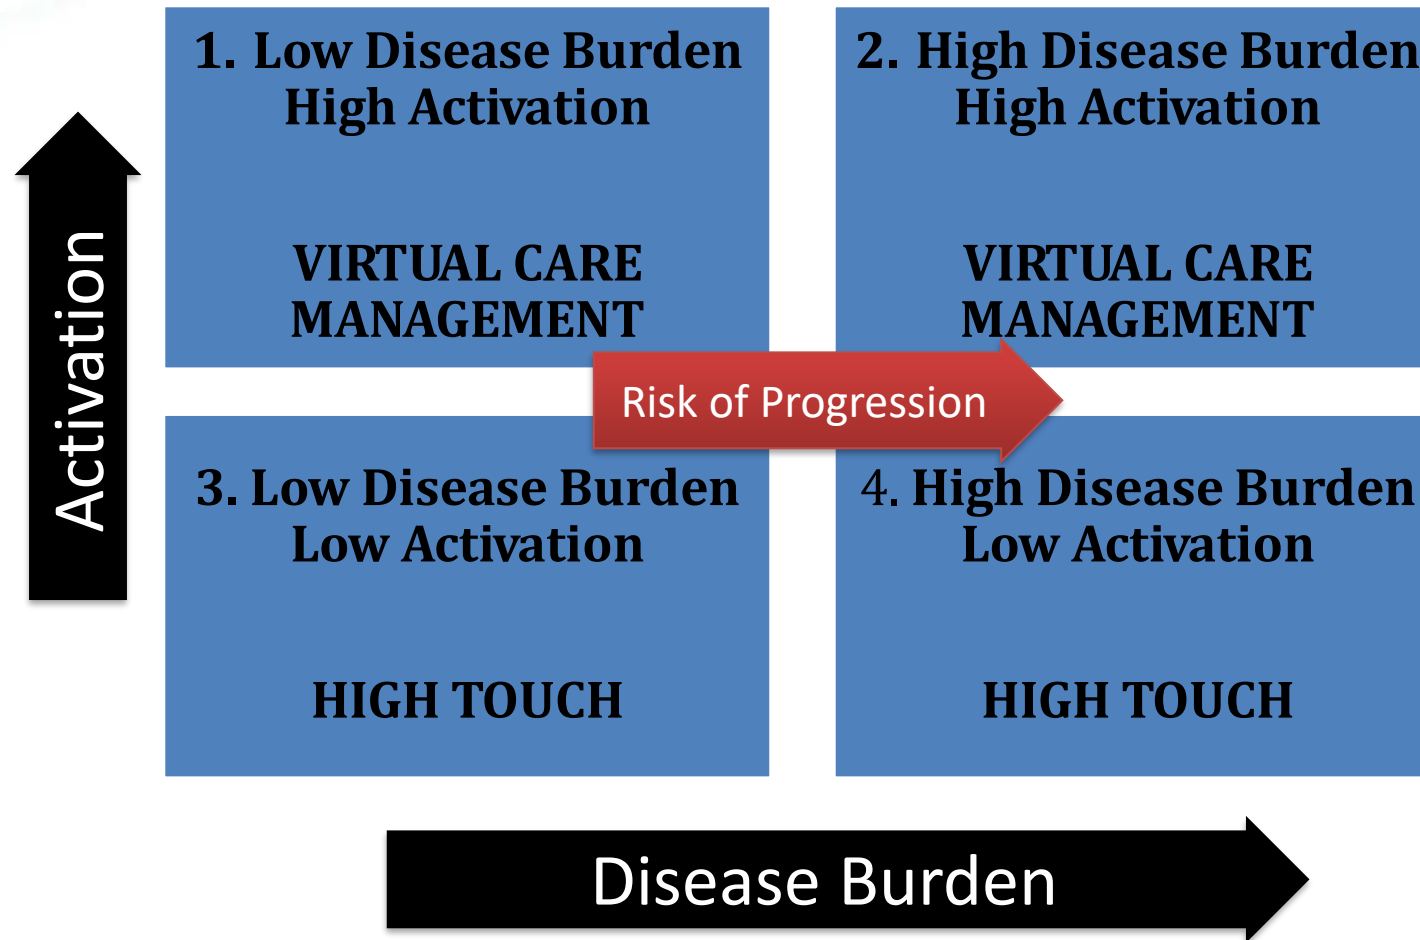 1. Low Disease Burden
High Activation
VIRTUAL CARE
MANAGEMENT
2. High Disease Burden
High Activation
VIRTUAL CARE
MANAGEMENT
Activation
Risk of Progression
3. Low Disease Burden
Low Activation
HIGH TOUCH
4. High Disease Burden
Low Activation
HIGH TOUCH
Disease Burden